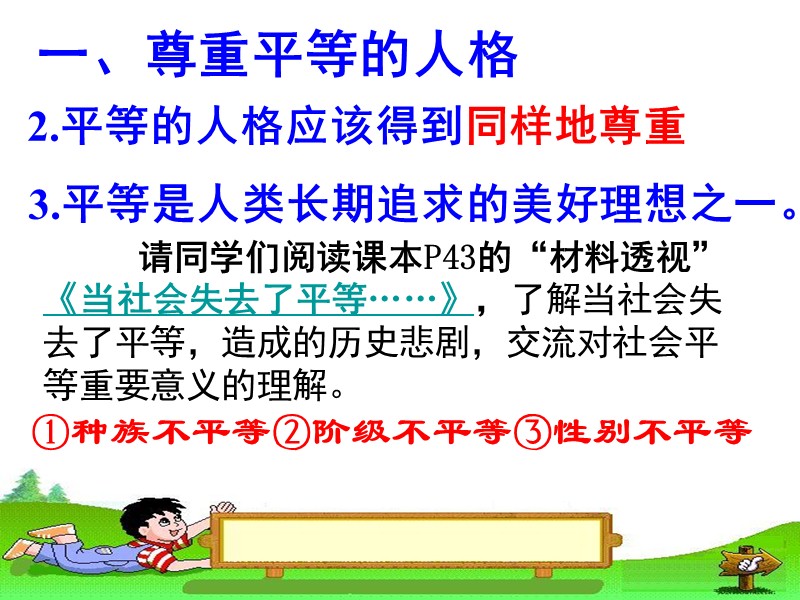 一、尊重平等的人格
2.平等的人格应该得到同样地尊重
3.平等是人类长期追求的美好理想之一。
请同学们阅读课本P43的“材料透视”
《当社会失去了平等……》，了解当社会失
去了平等，造成的历史悲剧，交流对社会平
等重要意义的理解。
①种族不平等②阶级不平等③性别不平等